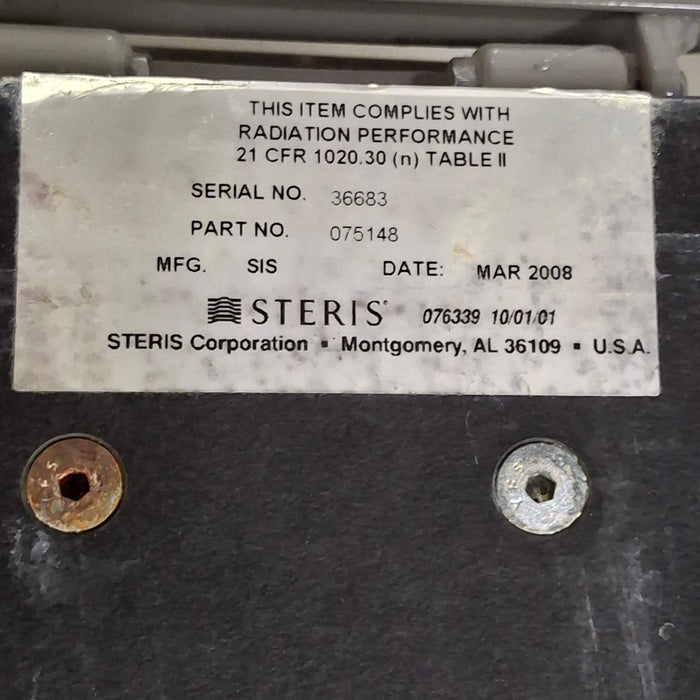 THIS ITEM COMPLIES WITH
RADIATION PERFORMANCE
21 CFR 1020.30 (n) TABLE II
SERIAL NO. 36683
PART NO. 075148
MFG. SIS DATE: MAR 2008
STERIS® 076339 10/01/01
STERIS Corporation ▪ Montgomery, AL 36109 ▪ U.S.A.